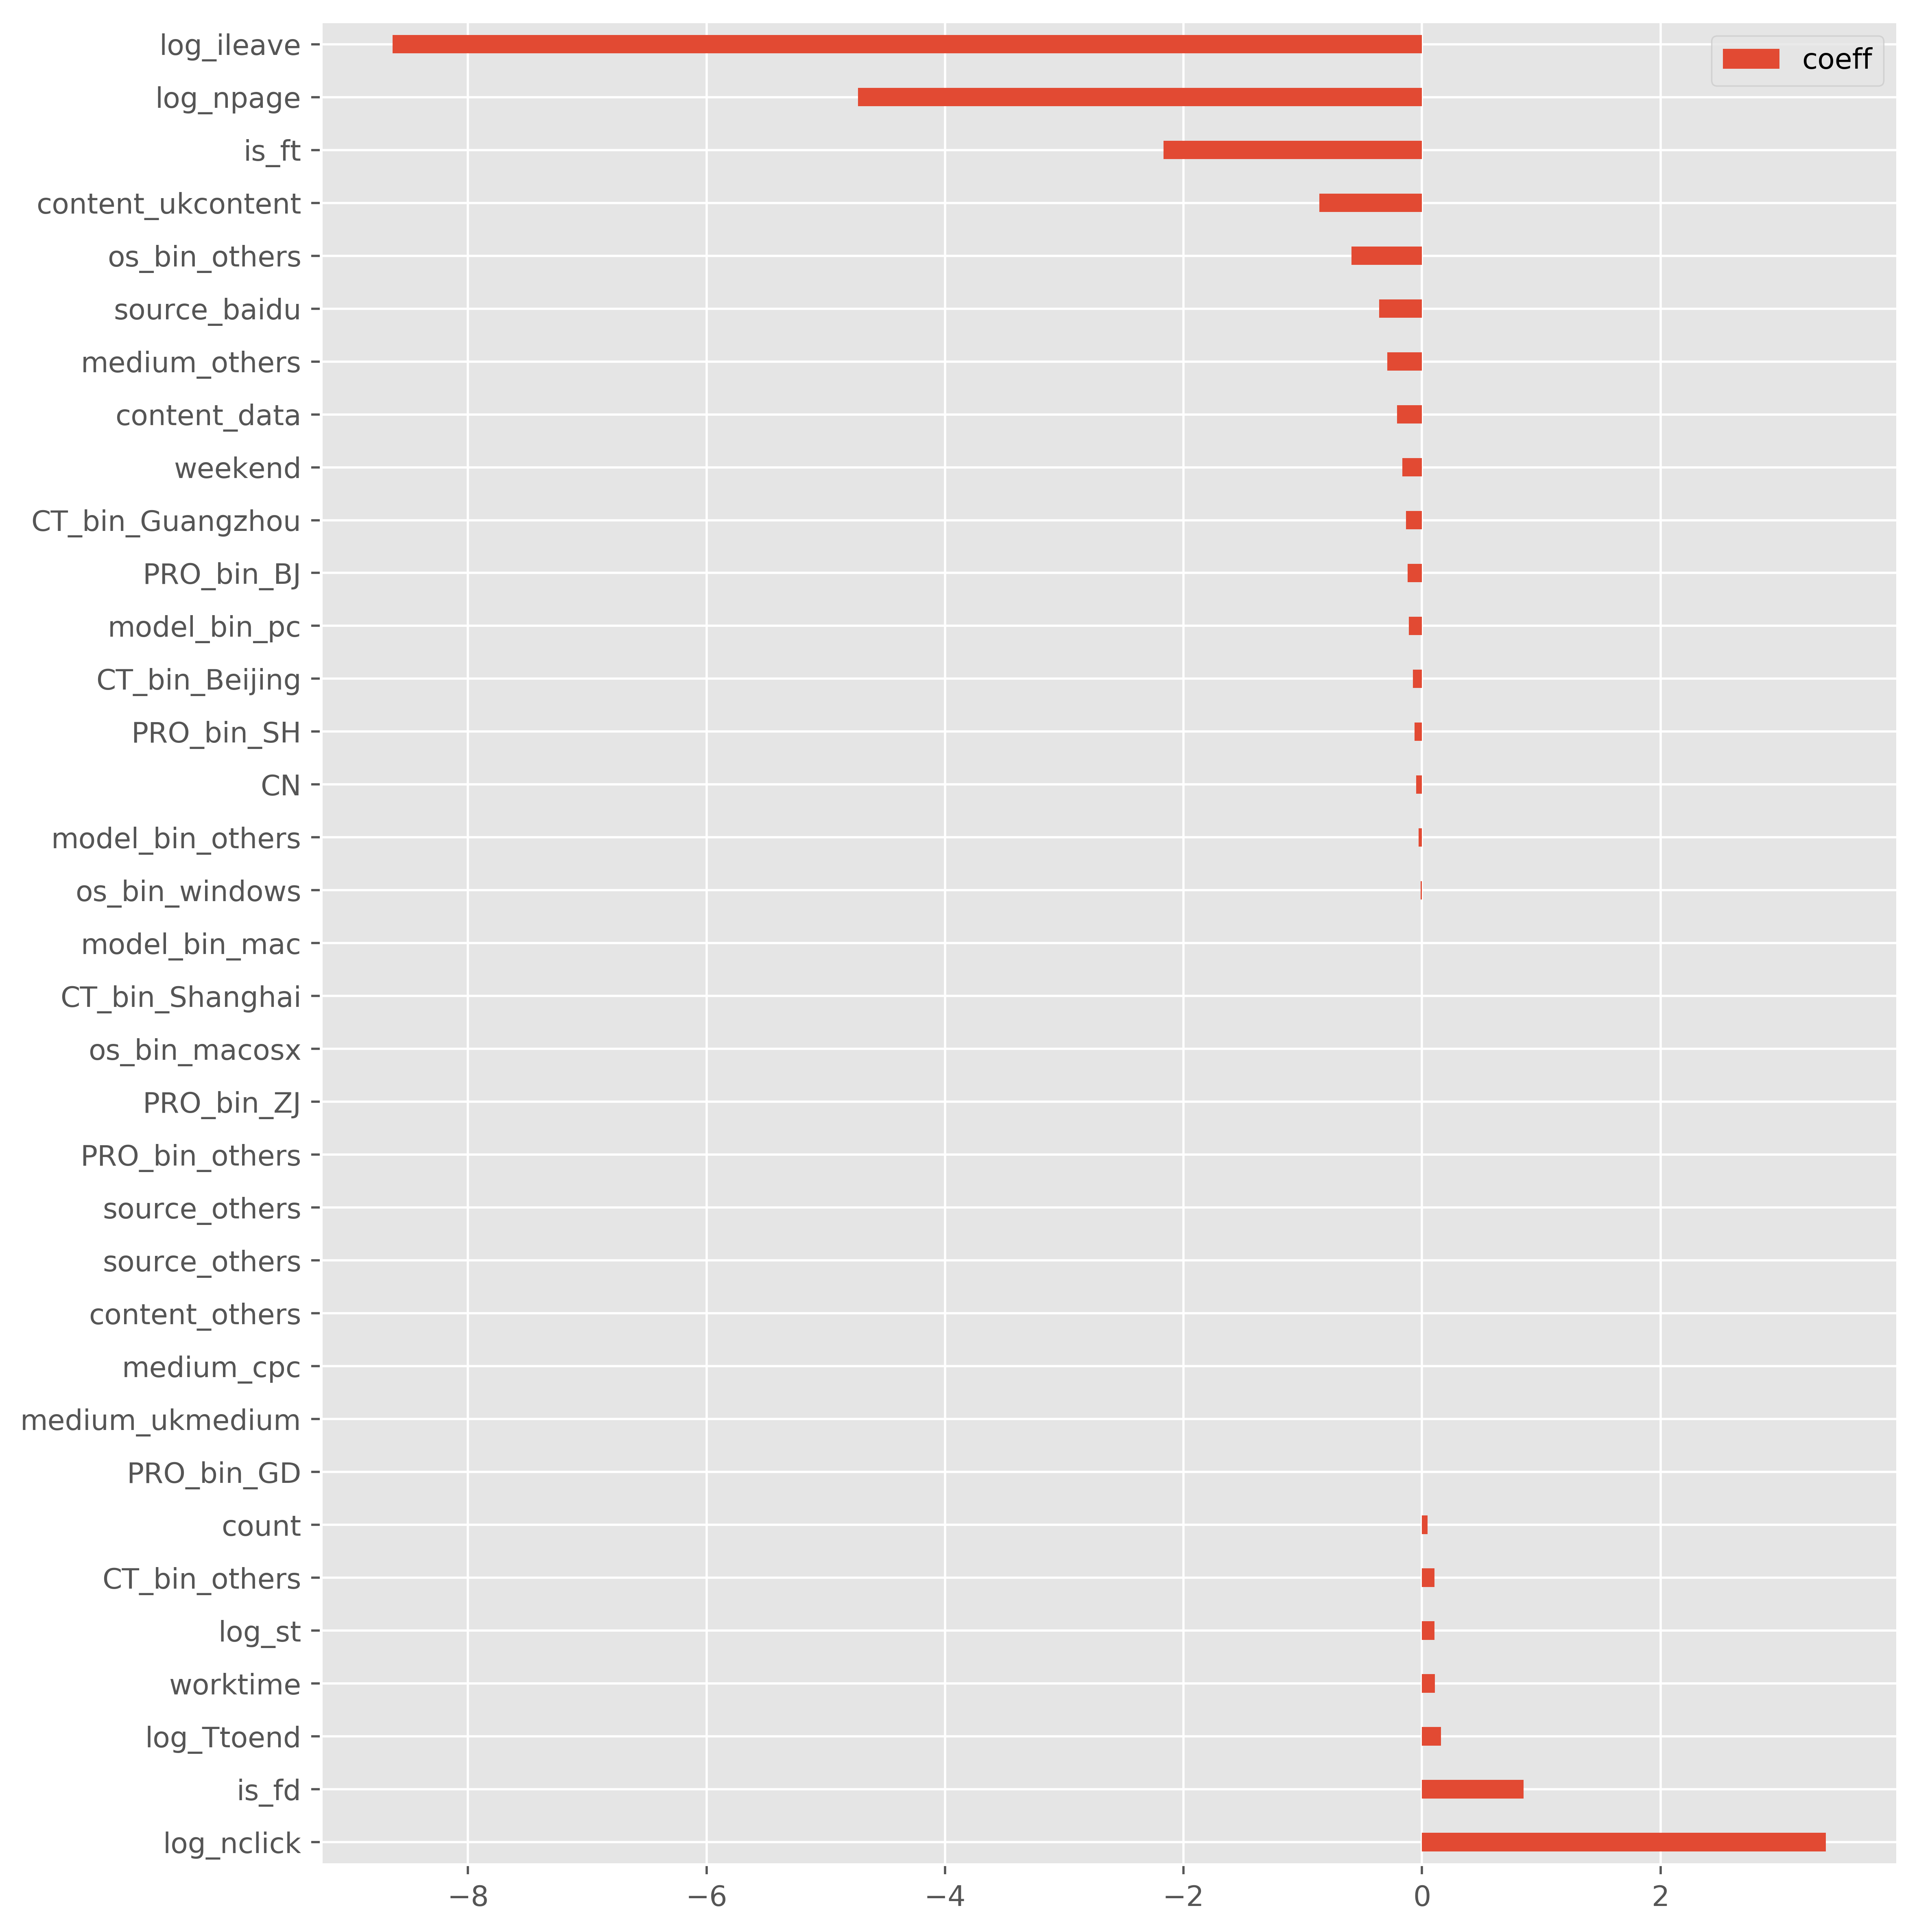 log_ileave
coeff
log_npage
is_ft
content_ukcontent
os_bin_others
source_baidu
medium_others
content_data
weekend
CT_bin_Guangzhou
PRO_bin_BJ
model_bin_pc
CT_bin_Beijing
PRO_bin_SH
CN
model_bin_others
os_bin_windows
model_bin_mac
CT_bin_Shanghai
os_bin_macosx
PRO_bin_ZJ
PRO_bin_others
source_others
source_others
content_others
medium_cpc
medium_ukmedium
PRO_bin_GD
count
CT_bin_others
log_st
worktime
log_Ttoend
is_fd
log_nclick
−8 −6 −4 −2 0 2